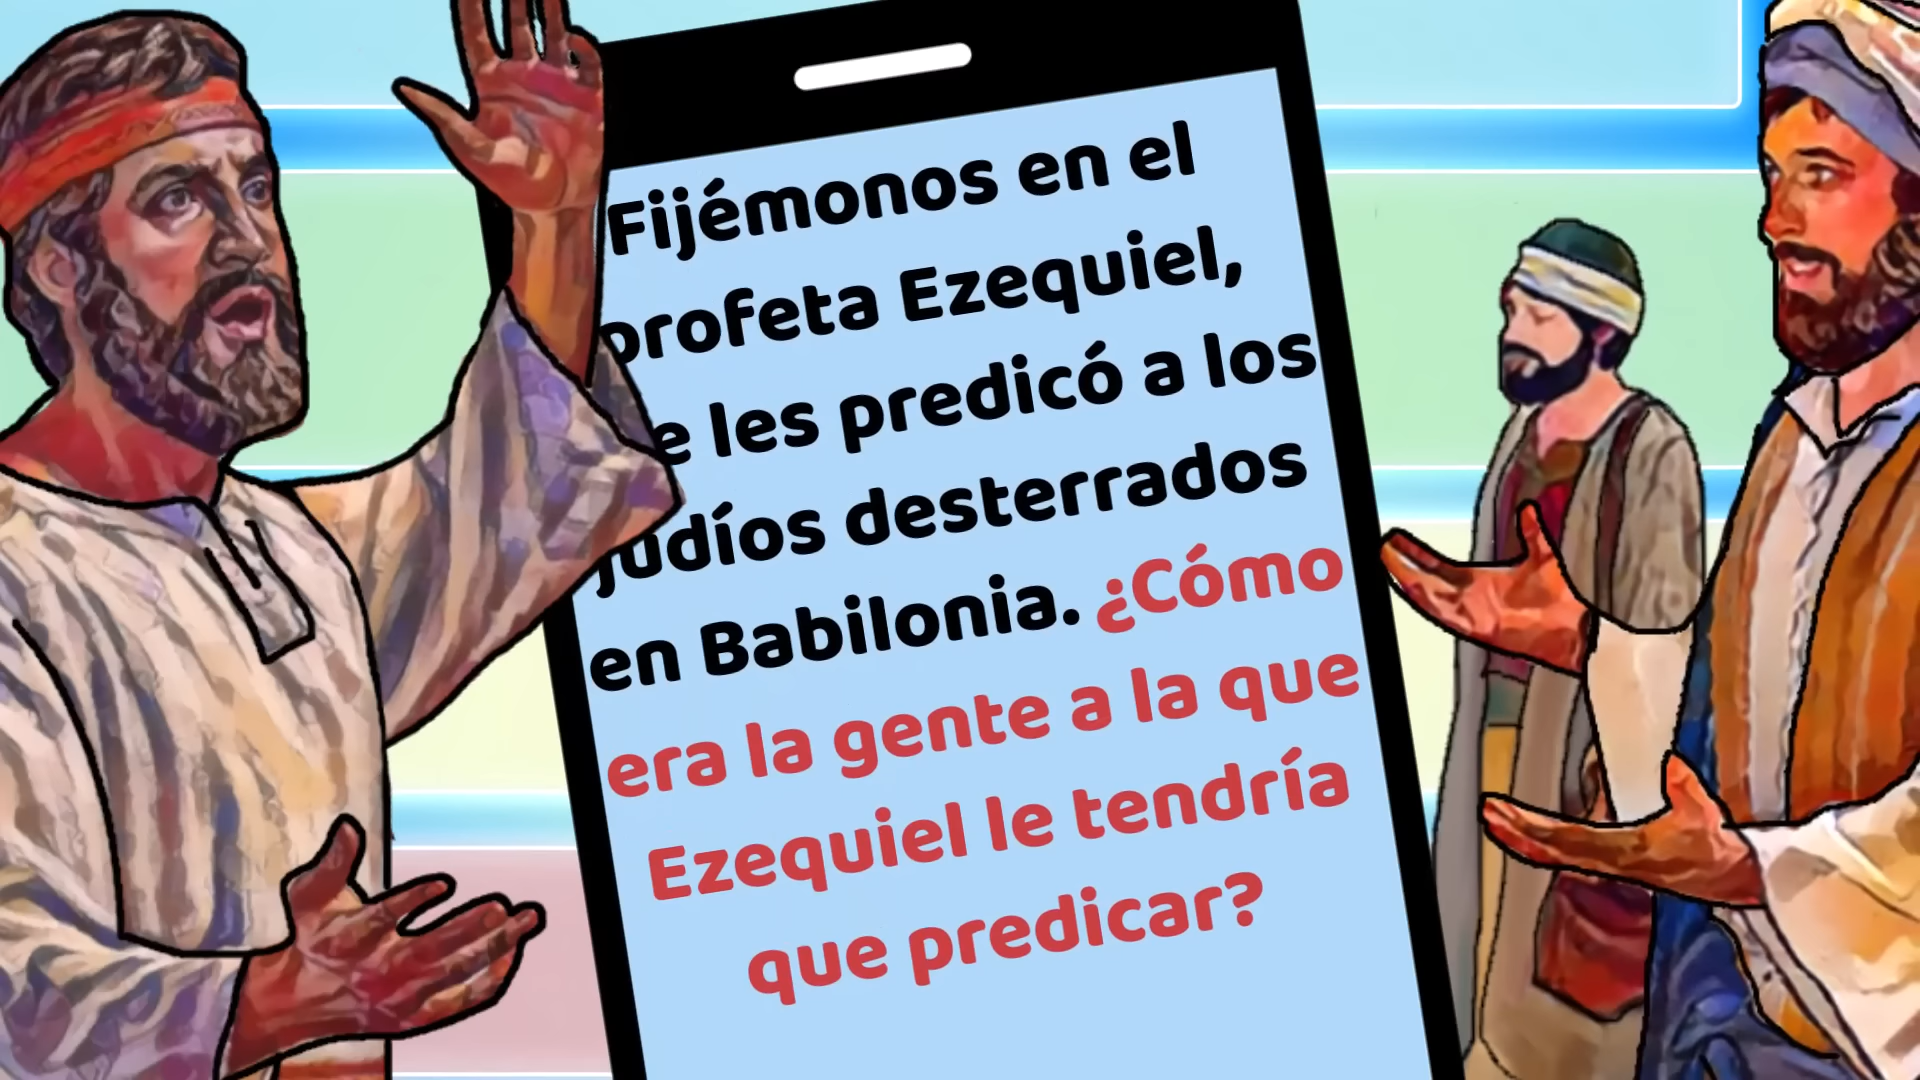 Fijémonos en el
profeta Ezequiel,
les predicó a los
judíos desterrados
en Babilonia. ¿Cómo
era la gente a la que
Ezequiel le tendría
que predicar?